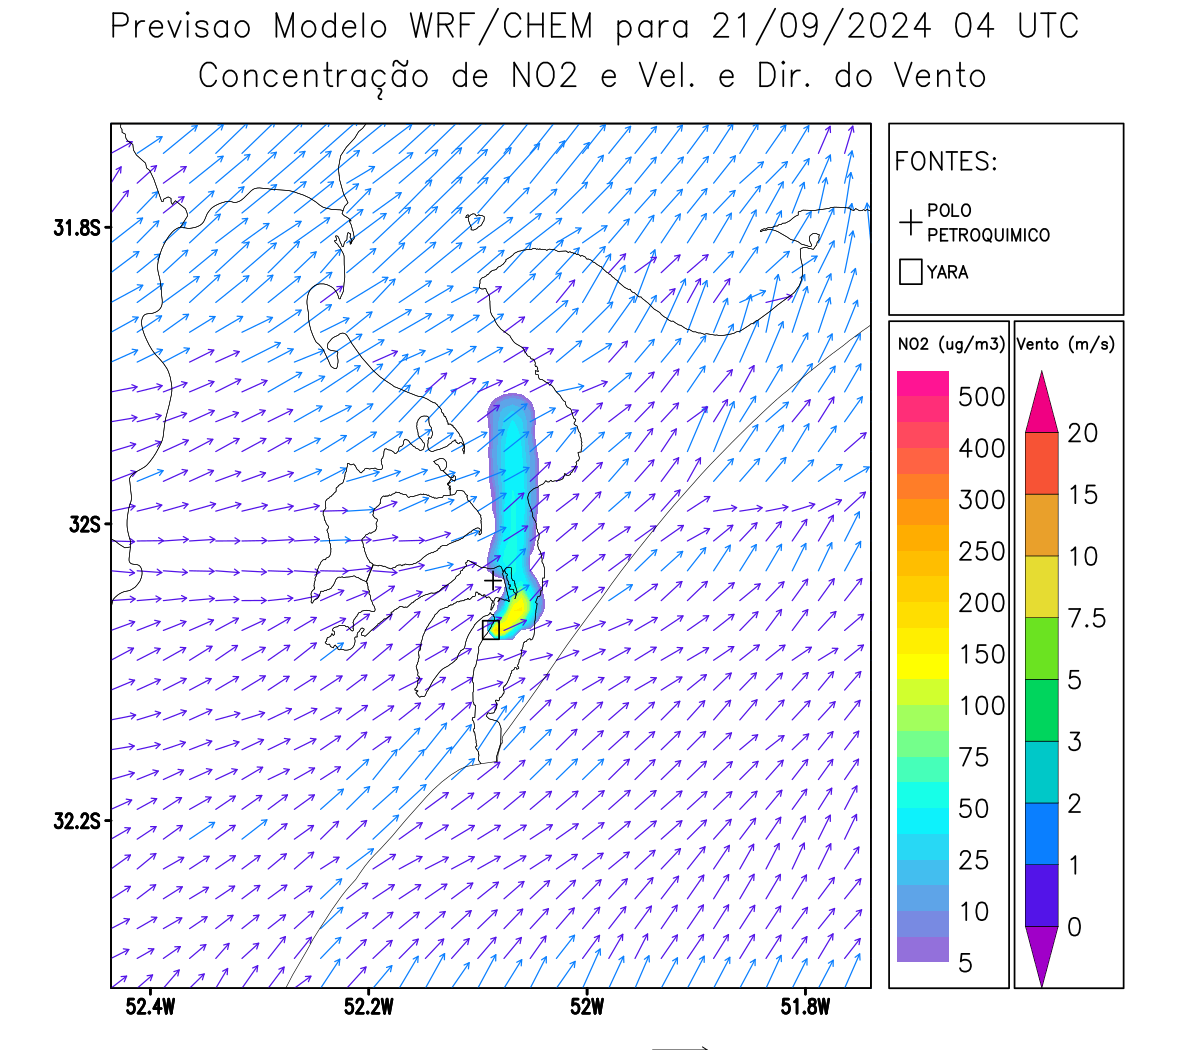 Previsao Modelo WRF/CHEM para 21/09/2024 04 UTC
Concentração de NO2 e Vel. e Dir. do Vento
FONTES:
POLO
PETROQUIMICO
YARA
NO2 (ug/m3)
500
400
300
250
200
150
100
75
50
25
10
5
Vento (m/s)
20
15
10
7.5
5
3
2
1
0
31.8S
32S
32.2S
52.4W
52.2W
52W
51.8W